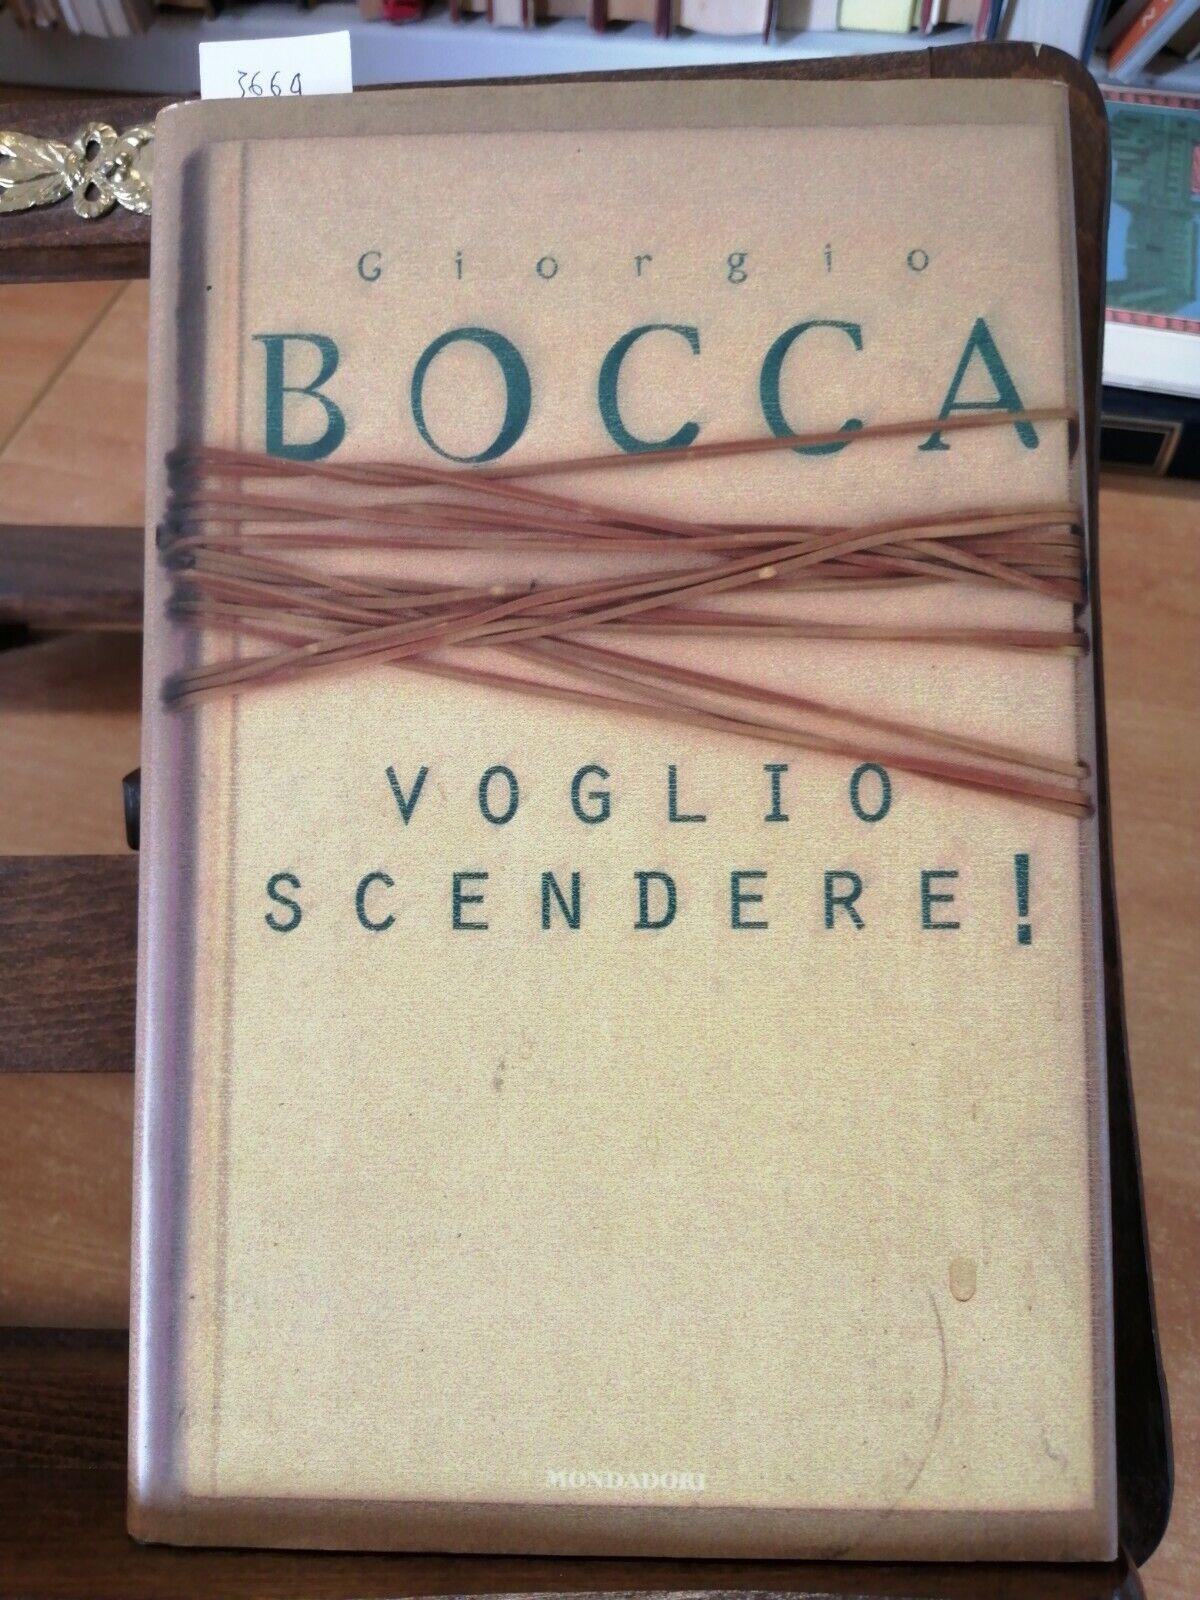 3664
Giorgio
BOCCA
VOGLIO
SCENDERE!
MONDADORI